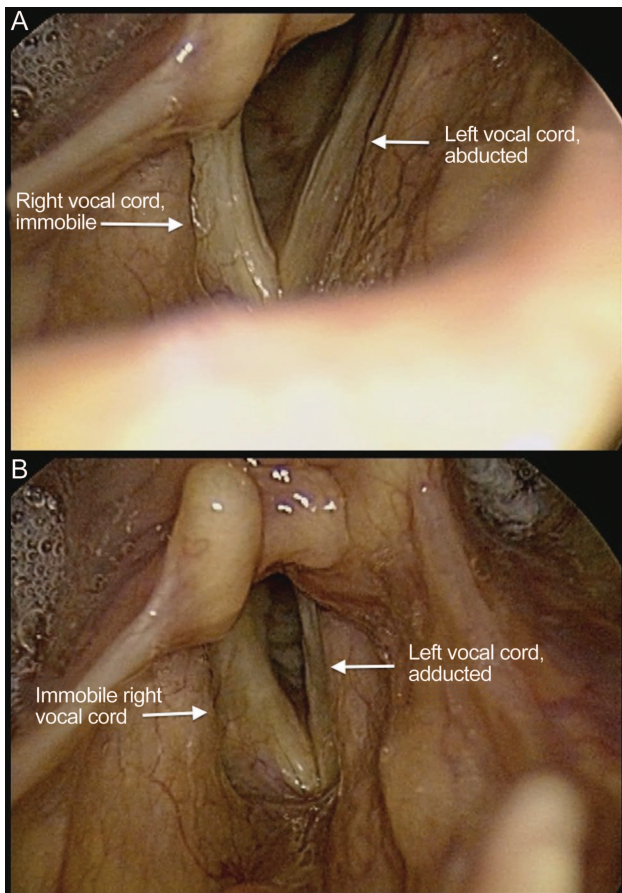 A
Left vocal cord,
abducted
Right vocal cord,
immobile
B
Left vocal cord,
adducted
Immobile right
vocal cord